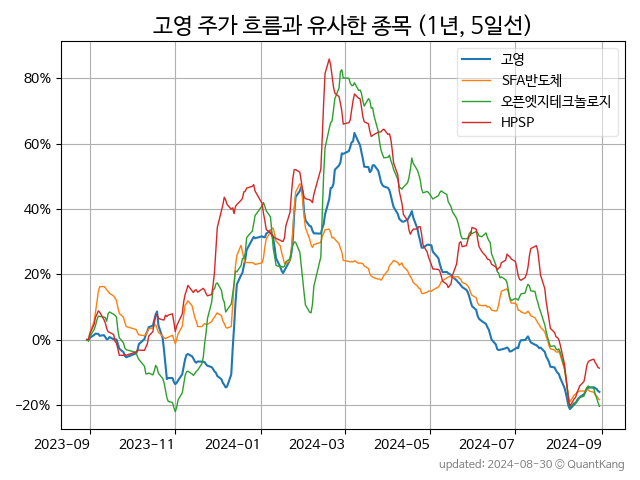 고영 주가 흐름과 유사한 종목 (1년, 5일선)
고영
SFA반도체
오픈엣지테크놀로지
HPSP
80%
60%
40%
20%
0%
−20%
2023-09 2023-11 2024-01 2024-03 2024-05 2024-07 2024-09
updated: 2024-08-30 © QuantKang